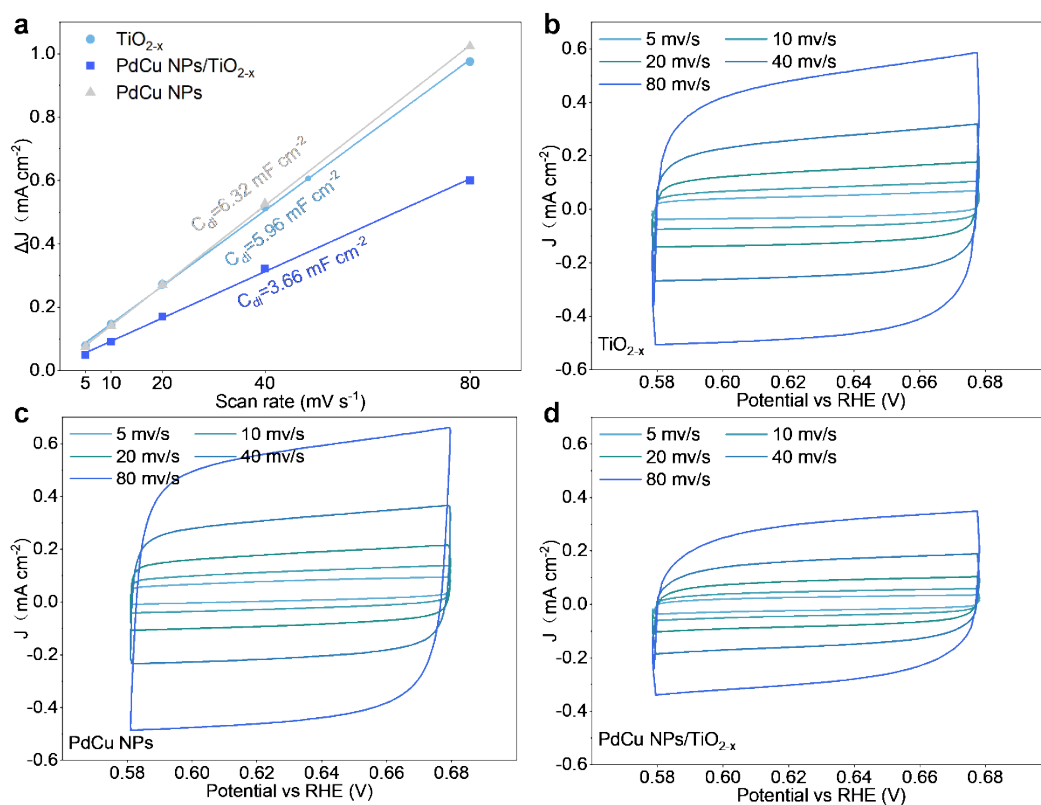 a
TiO2-x
PdCu NPs/TiO2-x
PdCu NPs
Cdl=6.32 mF cm-2
Cdl=5.96 mF cm-2
Cdl=3.66 mF cm-2
ΔJ（mA cm-2)
1.0
0.8
0.6
0.4
0.2
0.0
5 10 20 40 80
Scan rate (mV s-1)
b
5 mv/s 10 mv/s
20 mv/s 40 mv/s
80 mv/s
J（mA cm-2)
0.6
0.4
0.2
0.0
-0.2
-0.4
-0.6
TiO2-x
0.58 0.60 0.62 0.64 0.66 0.68
Potential vs RHE (V)
c
5 mv/s 10 mv/s
20 mv/s 40 mv/s
80 mv/s
J（mA cm-2)
0.6
0.4
0.2
0.0
-0.2
-0.4
-0.6
PdCu NPs
0.58 0.60 0.62 0.64 0.66 0.68
Potential vs RHE (V)
d
5 mv/s 10 mv/s
20 mv/s 40 mv/s
80 mv/s
J（mA cm-2)
0.6
0.4
0.2
0.0
-0.2
-0.4
-0.6
PdCu NPs/TiO2-x
0.58 0.60 0.62 0.64 0.66 0.68
Potential vs RHE (V)